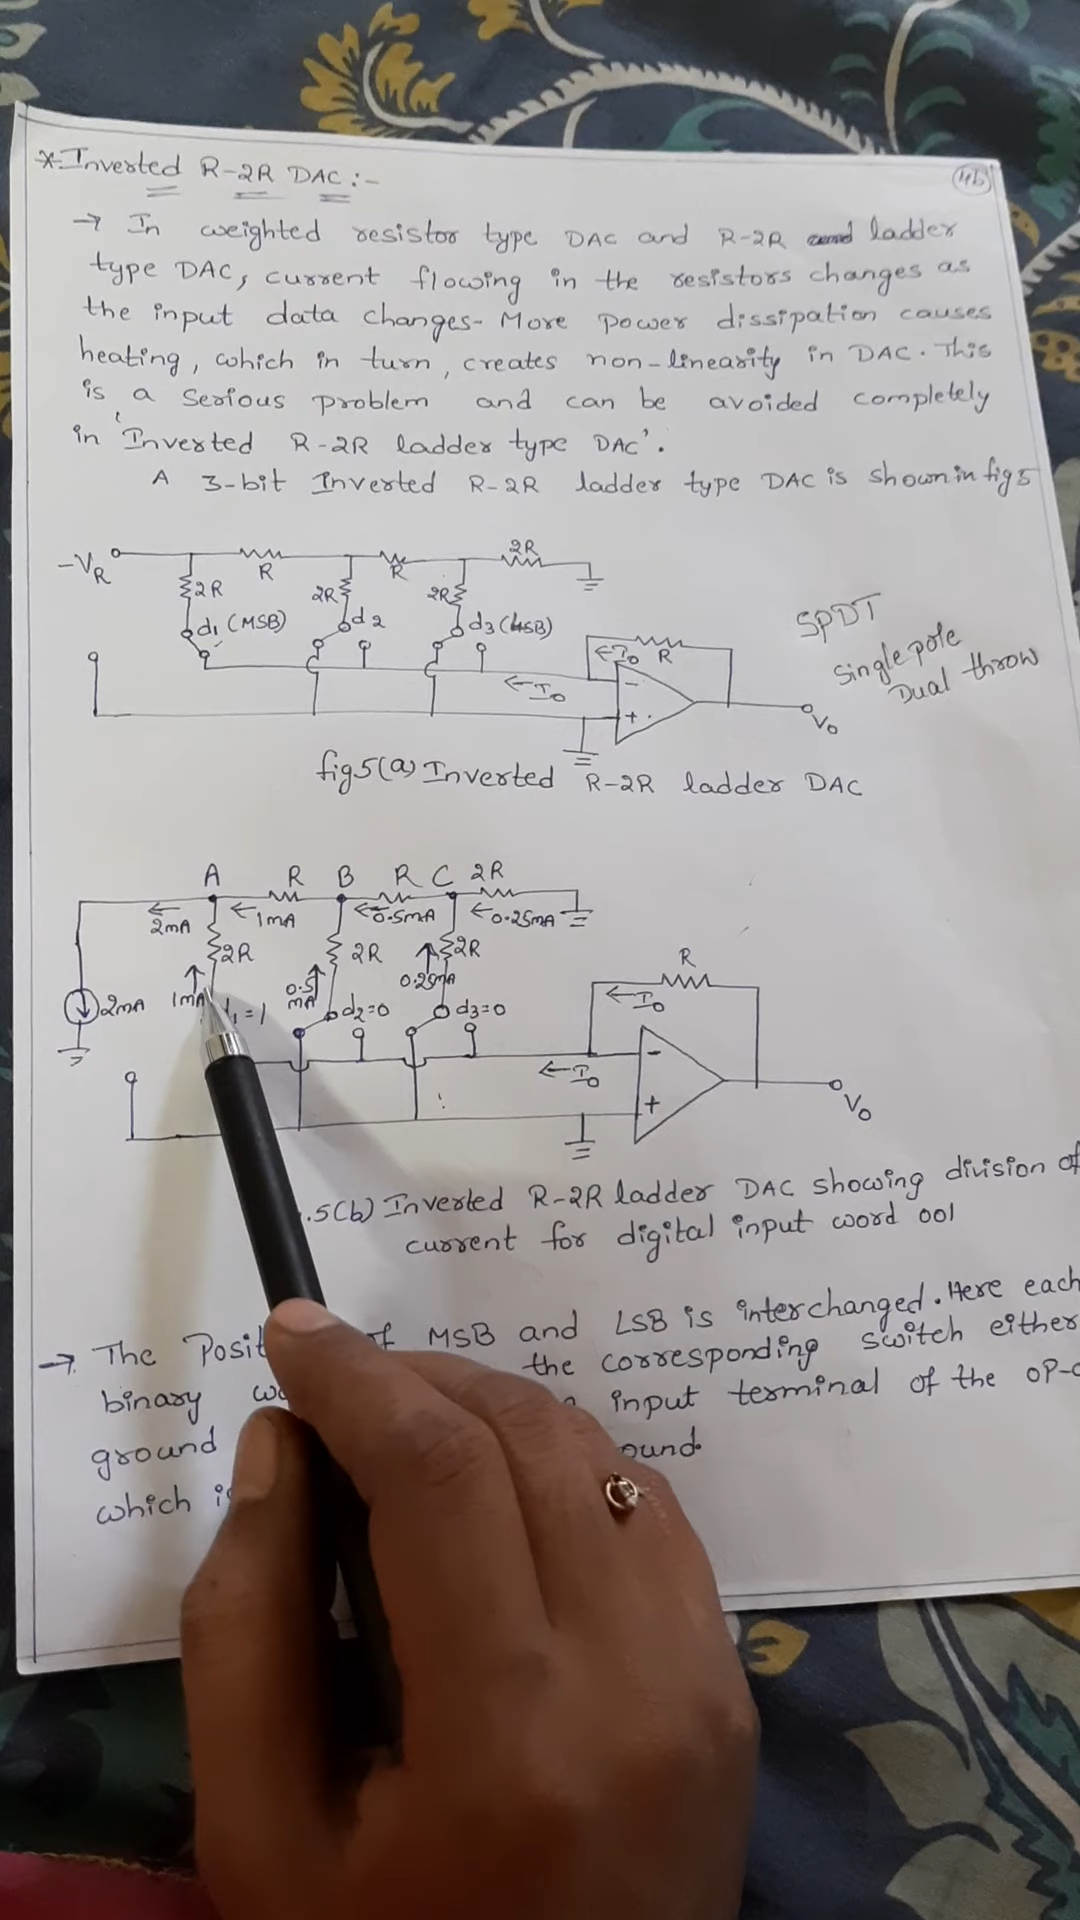 *Inverted R-2R DAC:-
4b
→ In weighted resistor type DAC and R-2R ladder
type DAC, current flowing in the resistors changes as
the input data changes- More power dissipation causes
heating, which in turn, creates non-linearity in DAC. This
is a serious problem and can be avoided completely
in 'Inverted R-2R ladder type DAC'.
A 3-bit Inverted R-2R ladder type DAC is shown in fig 5
-VR R R 2R
2R 2R 2R
d1 (MSB) d2 d3 (LSB)
SPDT
Single pole
Dual throw
←Io R
←Io
-
+
Vo
fig5(a) Inverted R-2R ladder DAC
A R B R C 2R
2mA ←1mA ←0.5mA ←0.25mA
2R 2R 2R
R
2mA 1mA 0.5mA 0.25mA
=1 d2=0 d3=0
←Io
←Io
-
+
Vo
.5(b) Inverted R-2R ladder DAC showing division of
current for digital input word 001
→ The Posit of MSB and LSB is interchanged. Here each
binary the corresponding switch either
ground input terminal of the OP-
which